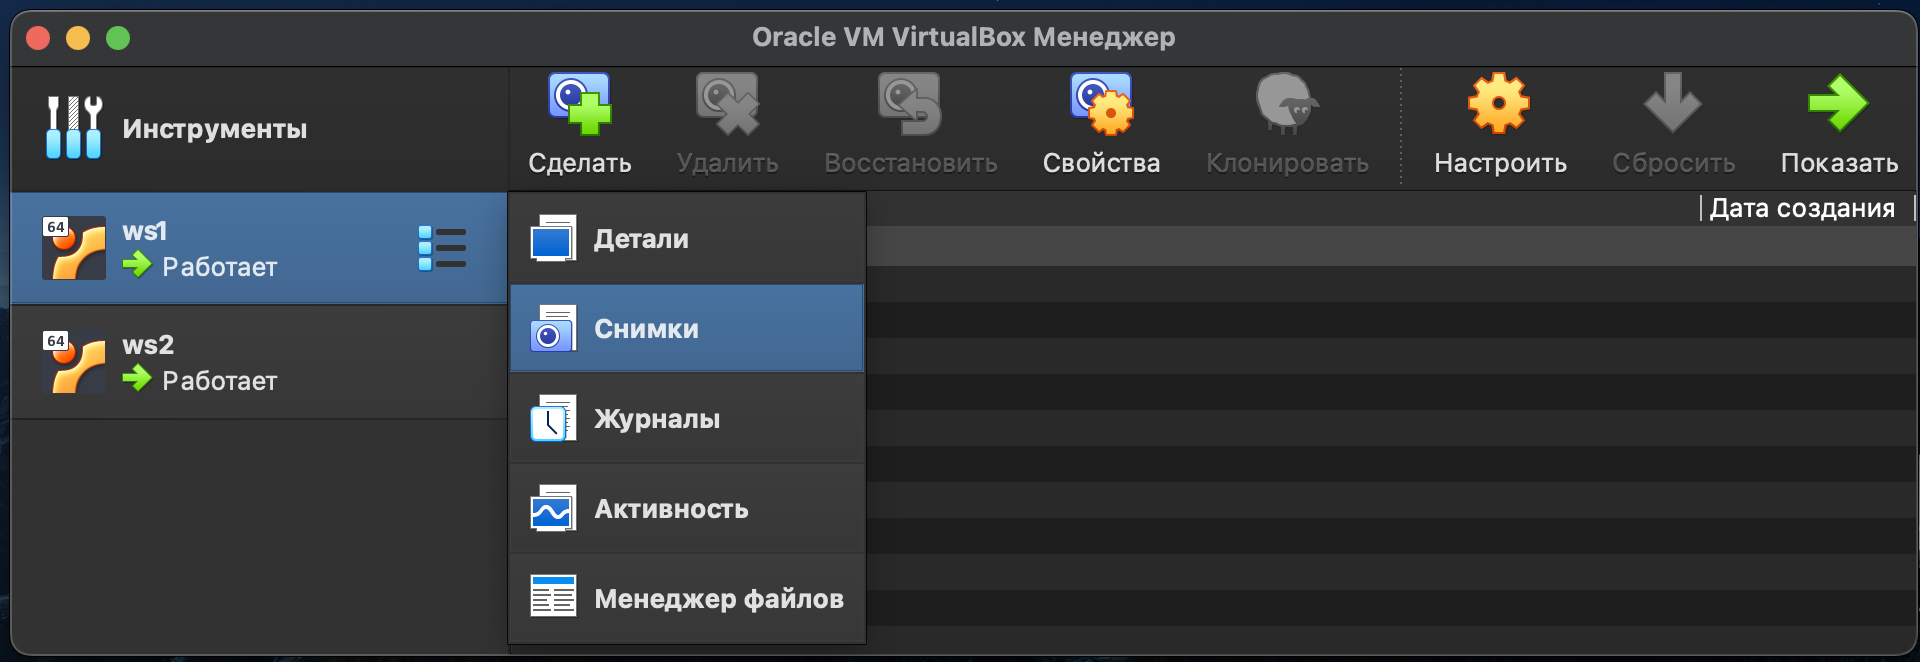 Oracle VM VirtualBox Менеджер
Инструменты
Сделать
Удалить
Восстановить
Свойства
Клонировать
Настроить
Сбросить
Показать
64
ws1
Работает
64
ws2
Работает
Детали
Снимки
Журналы
Активность
Менеджер файлов
Дата создания